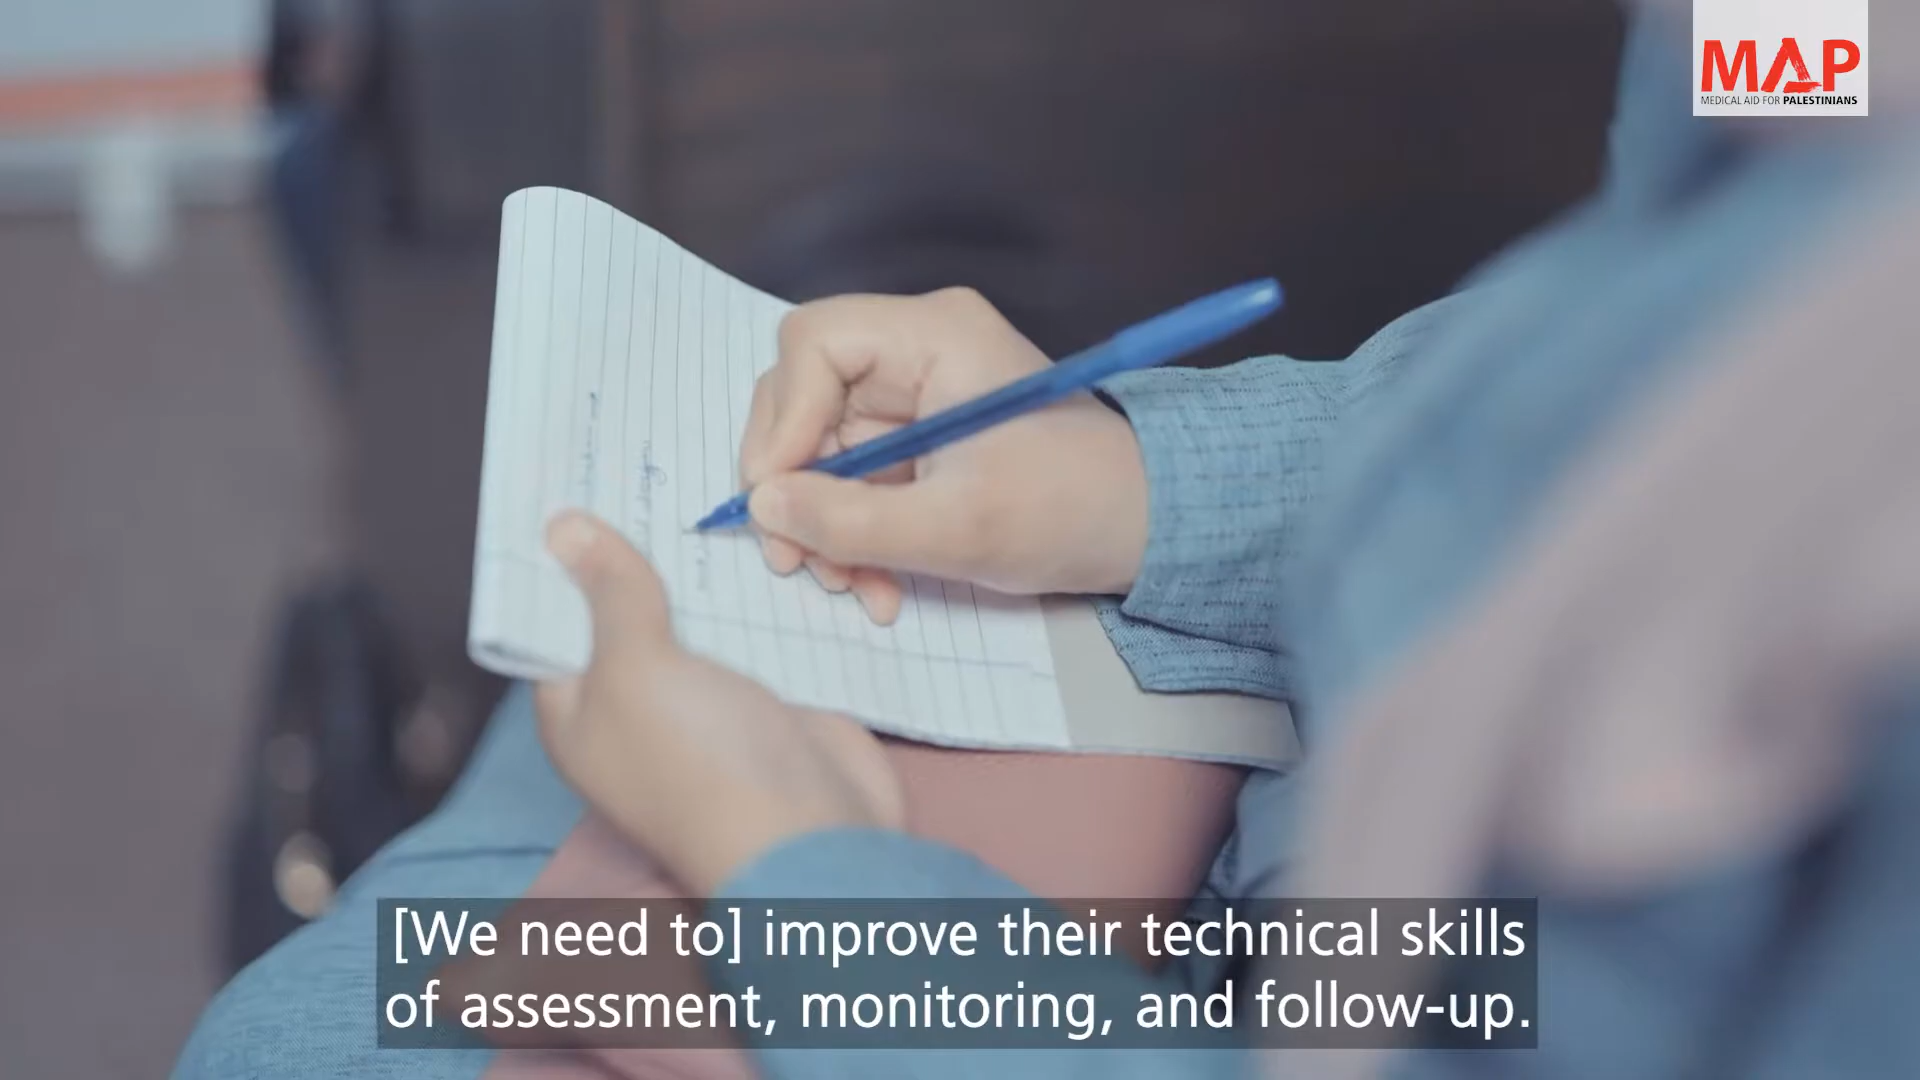 MAP
MEDICAL AID FOR PALESTINIANS
[We need to] improve their technical skills
of assessment, monitoring, and follow-up.